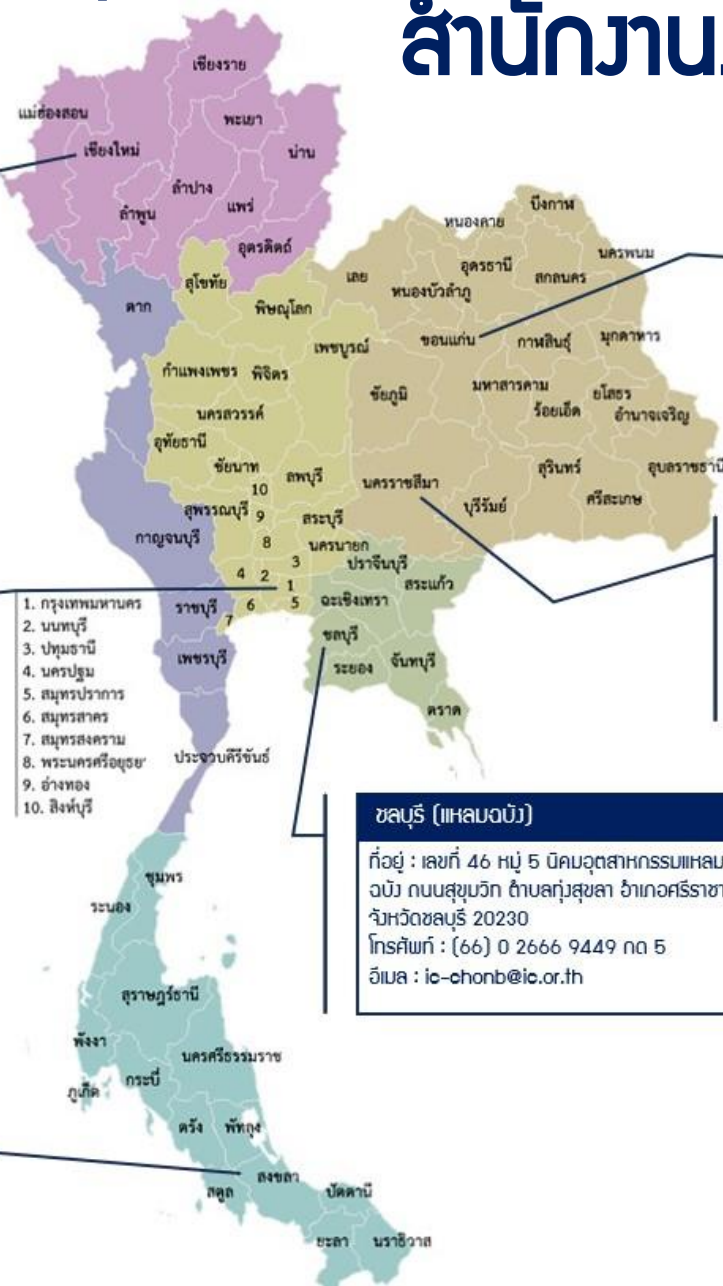 สำนักงาน
เชียงราย
แม่ฮ่องสอน
พะเยา
เชียงใหม่
น่าน
ลำปาง
ลำพูน
แพร่
อุตรดิตถ์
บึงกาฬ
หนองคาย
นครพนม
เลย
อุดรธานี
สกลนคร
หนองบัวลำภู
สุโขทัย
ตาก
พิษณุโลก
เพชรบูรณ์
ขอนแก่น
กาฬสินธุ์
มุกดาหาร
กำแพงเพชร
พิจิตร
ชัยภูมิ
มหาสารคาม
ยโสธร
ร้อยเอ็ด
อำนาจเจริญ
นครสวรรค์
อุทัยธานี
ชัยนาท
ลพบุรี
นครราชสีมา
สุรินทร์
อุบลราชธานี
บุรีรัมย์
ศรีสะเกษ
10
สุพรรณบุรี
9
สระบุรี
กาญจนบุรี
8
นครนายก
ปราจีนบุรี
3
4
2
1
สระแก้ว
ราชบุรี
6
5
ฉะเชิงเทรา
7
ชลบุรี
เพชรบุรี
ระยอง
จันทบุรี
ตราด
1. กรุงเทพมหานคร
2. นนทบุรี
3. ปทุมธานี
4. นครปฐม
5. สมุทรปราการ
6. สมุทรสาคร
7. สมุทรสงคราม
8. พระนครศรีอยุธย
9. อ่างทอง
10. สิงห์บุรี
ประจวบคีรีขันธ์
ชลบุรี (แหลมฉบัง)
ที่อยู่ : เลขที่ 46 หมู่ 5 นิคมอุตสาหกรรมแหลม
ฉบัง ถนนสุขุมวิท ตำบลทุ่งสุขลา อำเภอศรีราชา
จังหวัดชลบุรี 20230
โทรศัพท์ : (66) 0 2666 9449 กด 5
อีเมล : ic-chonb@ic.or.th
ชุมพร
ระนอง
สุราษฎร์ธานี
พังงา
นครศรีธรรมราช
กระบี่
ภูเก็ต
ตรัง
พัทลุง
สงขลา
สตูล
ปัตตานี
ยะลา
นราธิวาส